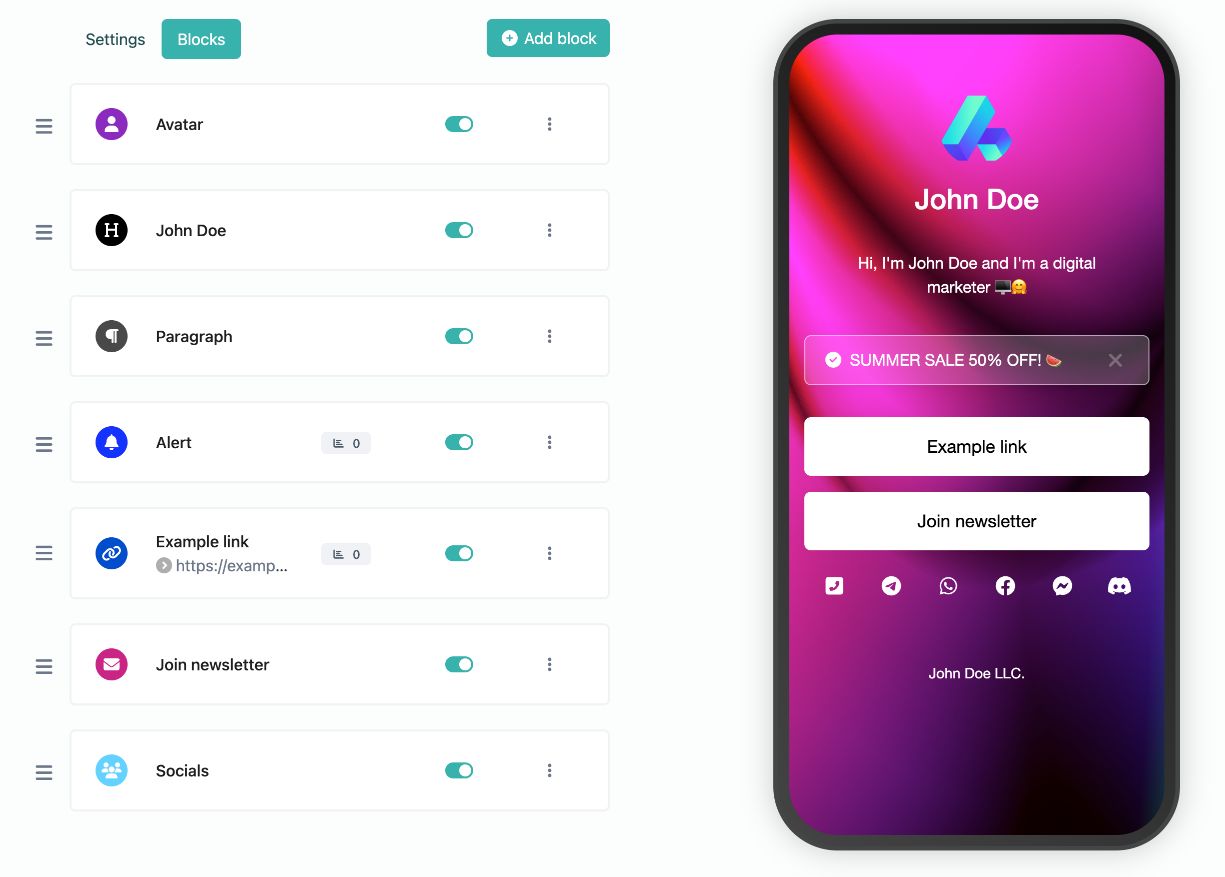 Settings
Blocks
Add block
Avatar
H
John Doe
Paragraph
Alert
0
Example link
https://examp...
0
Join newsletter
Socials
John Doe
Hi, I'm John Doe and I'm a digital
marketer 🖥️🤗
SUMMER SALE 50% OFF! 🍉
Example link
Join newsletter
John Doe LLC.